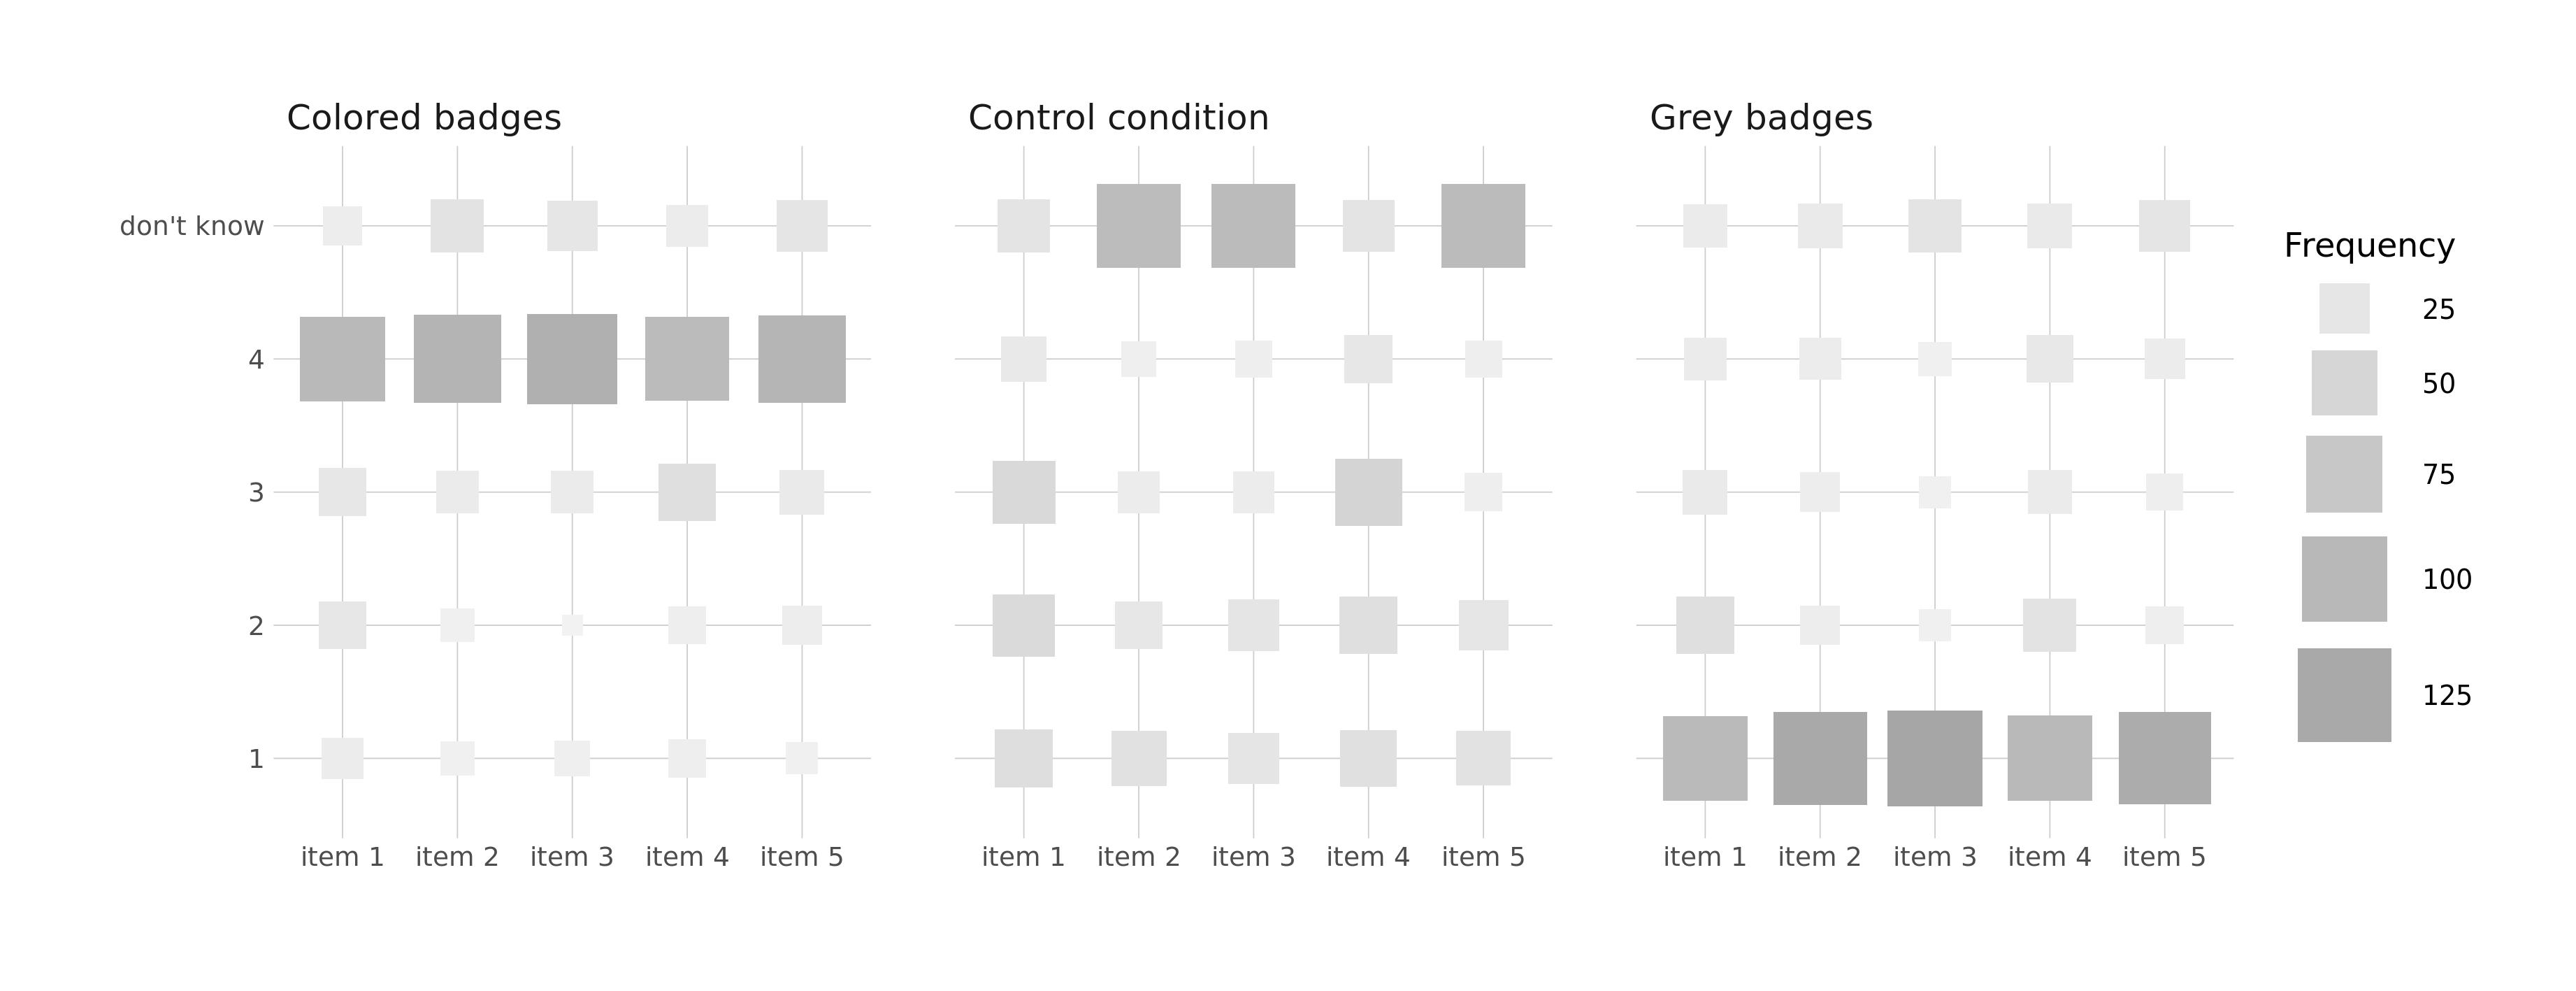 Colored badges
Control condition
Grey badges
don't know
4
3
2
1
item 1 item 2 item 3 item 4 item 5
item 1 item 2 item 3 item 4 item 5
item 1 item 2 item 3 item 4 item 5
Frequency
25
50
75
100
125